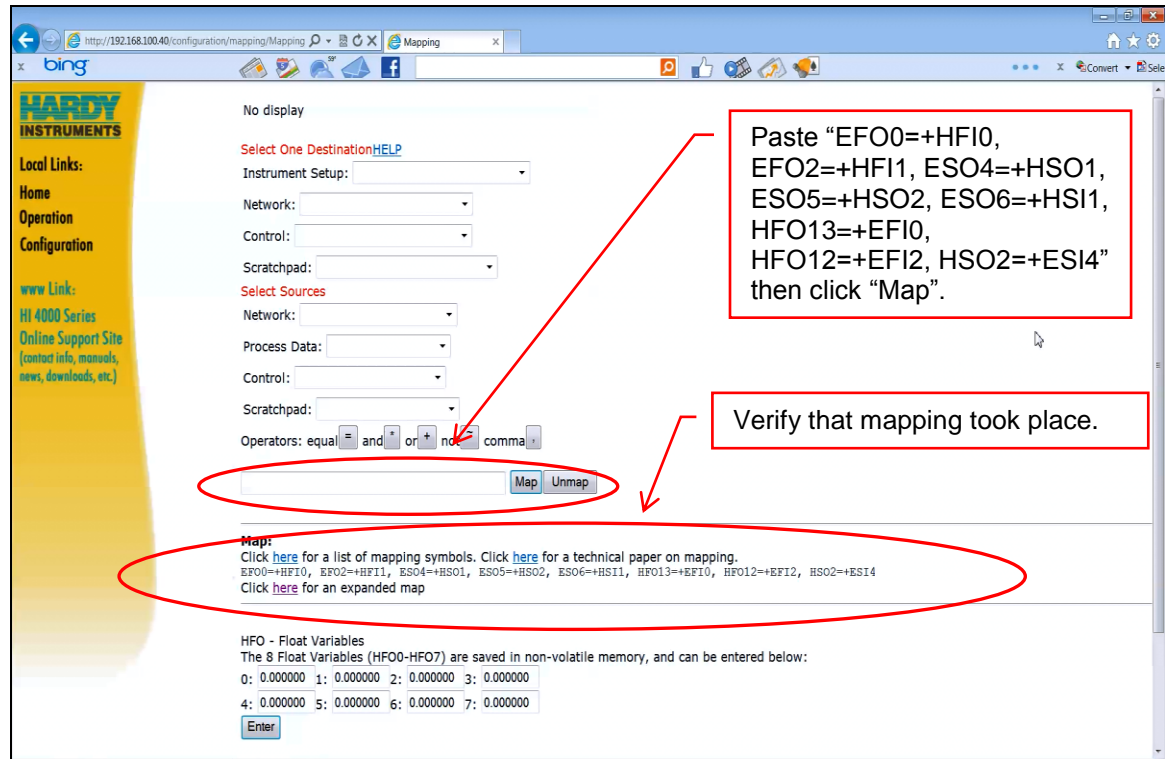 http://192.168.100.40/configuration/mapping/Mapping
Mapping
x
x bing
59°
Convert
Sele
HARDY
INSTRUMENTS
Local Links:
Home
Operation
Configuration
www Link:
HI 4000 Series
Online Support Site
(contact info, manuals,
news, downloads, etc.)
No display
Select One DestinationHELP
Instrument Setup:
Network:
Control:
Scratchpad:
Select Sources
Network:
Process Data:
Control:
Scratchpad:
Operators: equal = and * or + not ~ comma ,
Map Unmap
Map:
Click here for a list of mapping symbols. Click here for a technical paper on mapping.
EFO0=+HFI0, EFO2=+HFI1, ESO4=+HSO1, ESO5=+HSO2, ESO6=+HSI1, HFO13=+EFI0, HFO12=+EFI2, HSO2=+ESI4
Click here for an expanded map
HFO - Float Variables
The 8 Float Variables (HFO0-HFO7) are saved in non-volatile memory, and can be entered below:
0: 0.000000 1: 0.000000 2: 0.000000 3: 0.000000
4: 0.000000 5: 0.000000 6: 0.000000 7: 0.000000
Enter
Paste “EFO0=+HFI0,
EFO2=+HFI1, ESO4=+HSO1,
ESO5=+HSO2, ESO6=+HSI1,
HFO13=+EFI0,
HFO12=+EFI2, HSO2=+ESI4”
then click “Map”.
Verify that mapping took place.